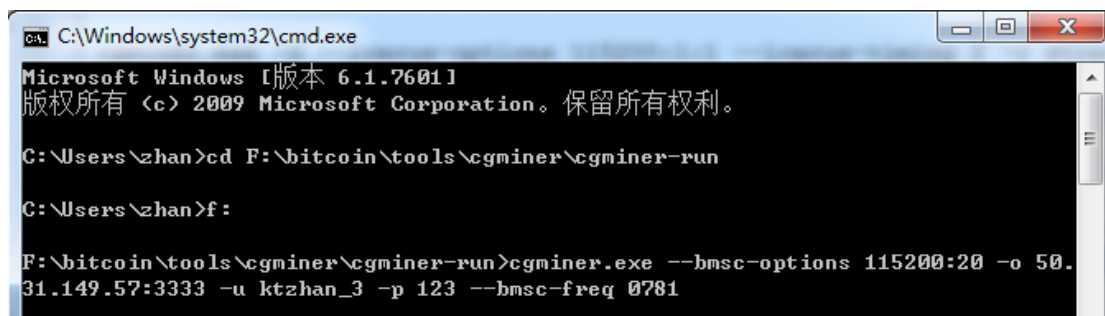 C:\Windows\system32\cmd.exe
Microsoft Windows [版本 6.1.7601]
版权所有 (c) 2009 Microsoft Corporation。保留所有权利。
C:\Users\zhan>cd F:\bitcoin\tools\cgminer\cgminer-run
C:\Users\zhan>f:
F:\bitcoin\tools\cgminer\cgminer-run>cgminer.exe --bmsc-options 115200:20 -o 50.
31.149.57:3333 -u ktzhan_3 -p 123 --bmsc-freq 0781